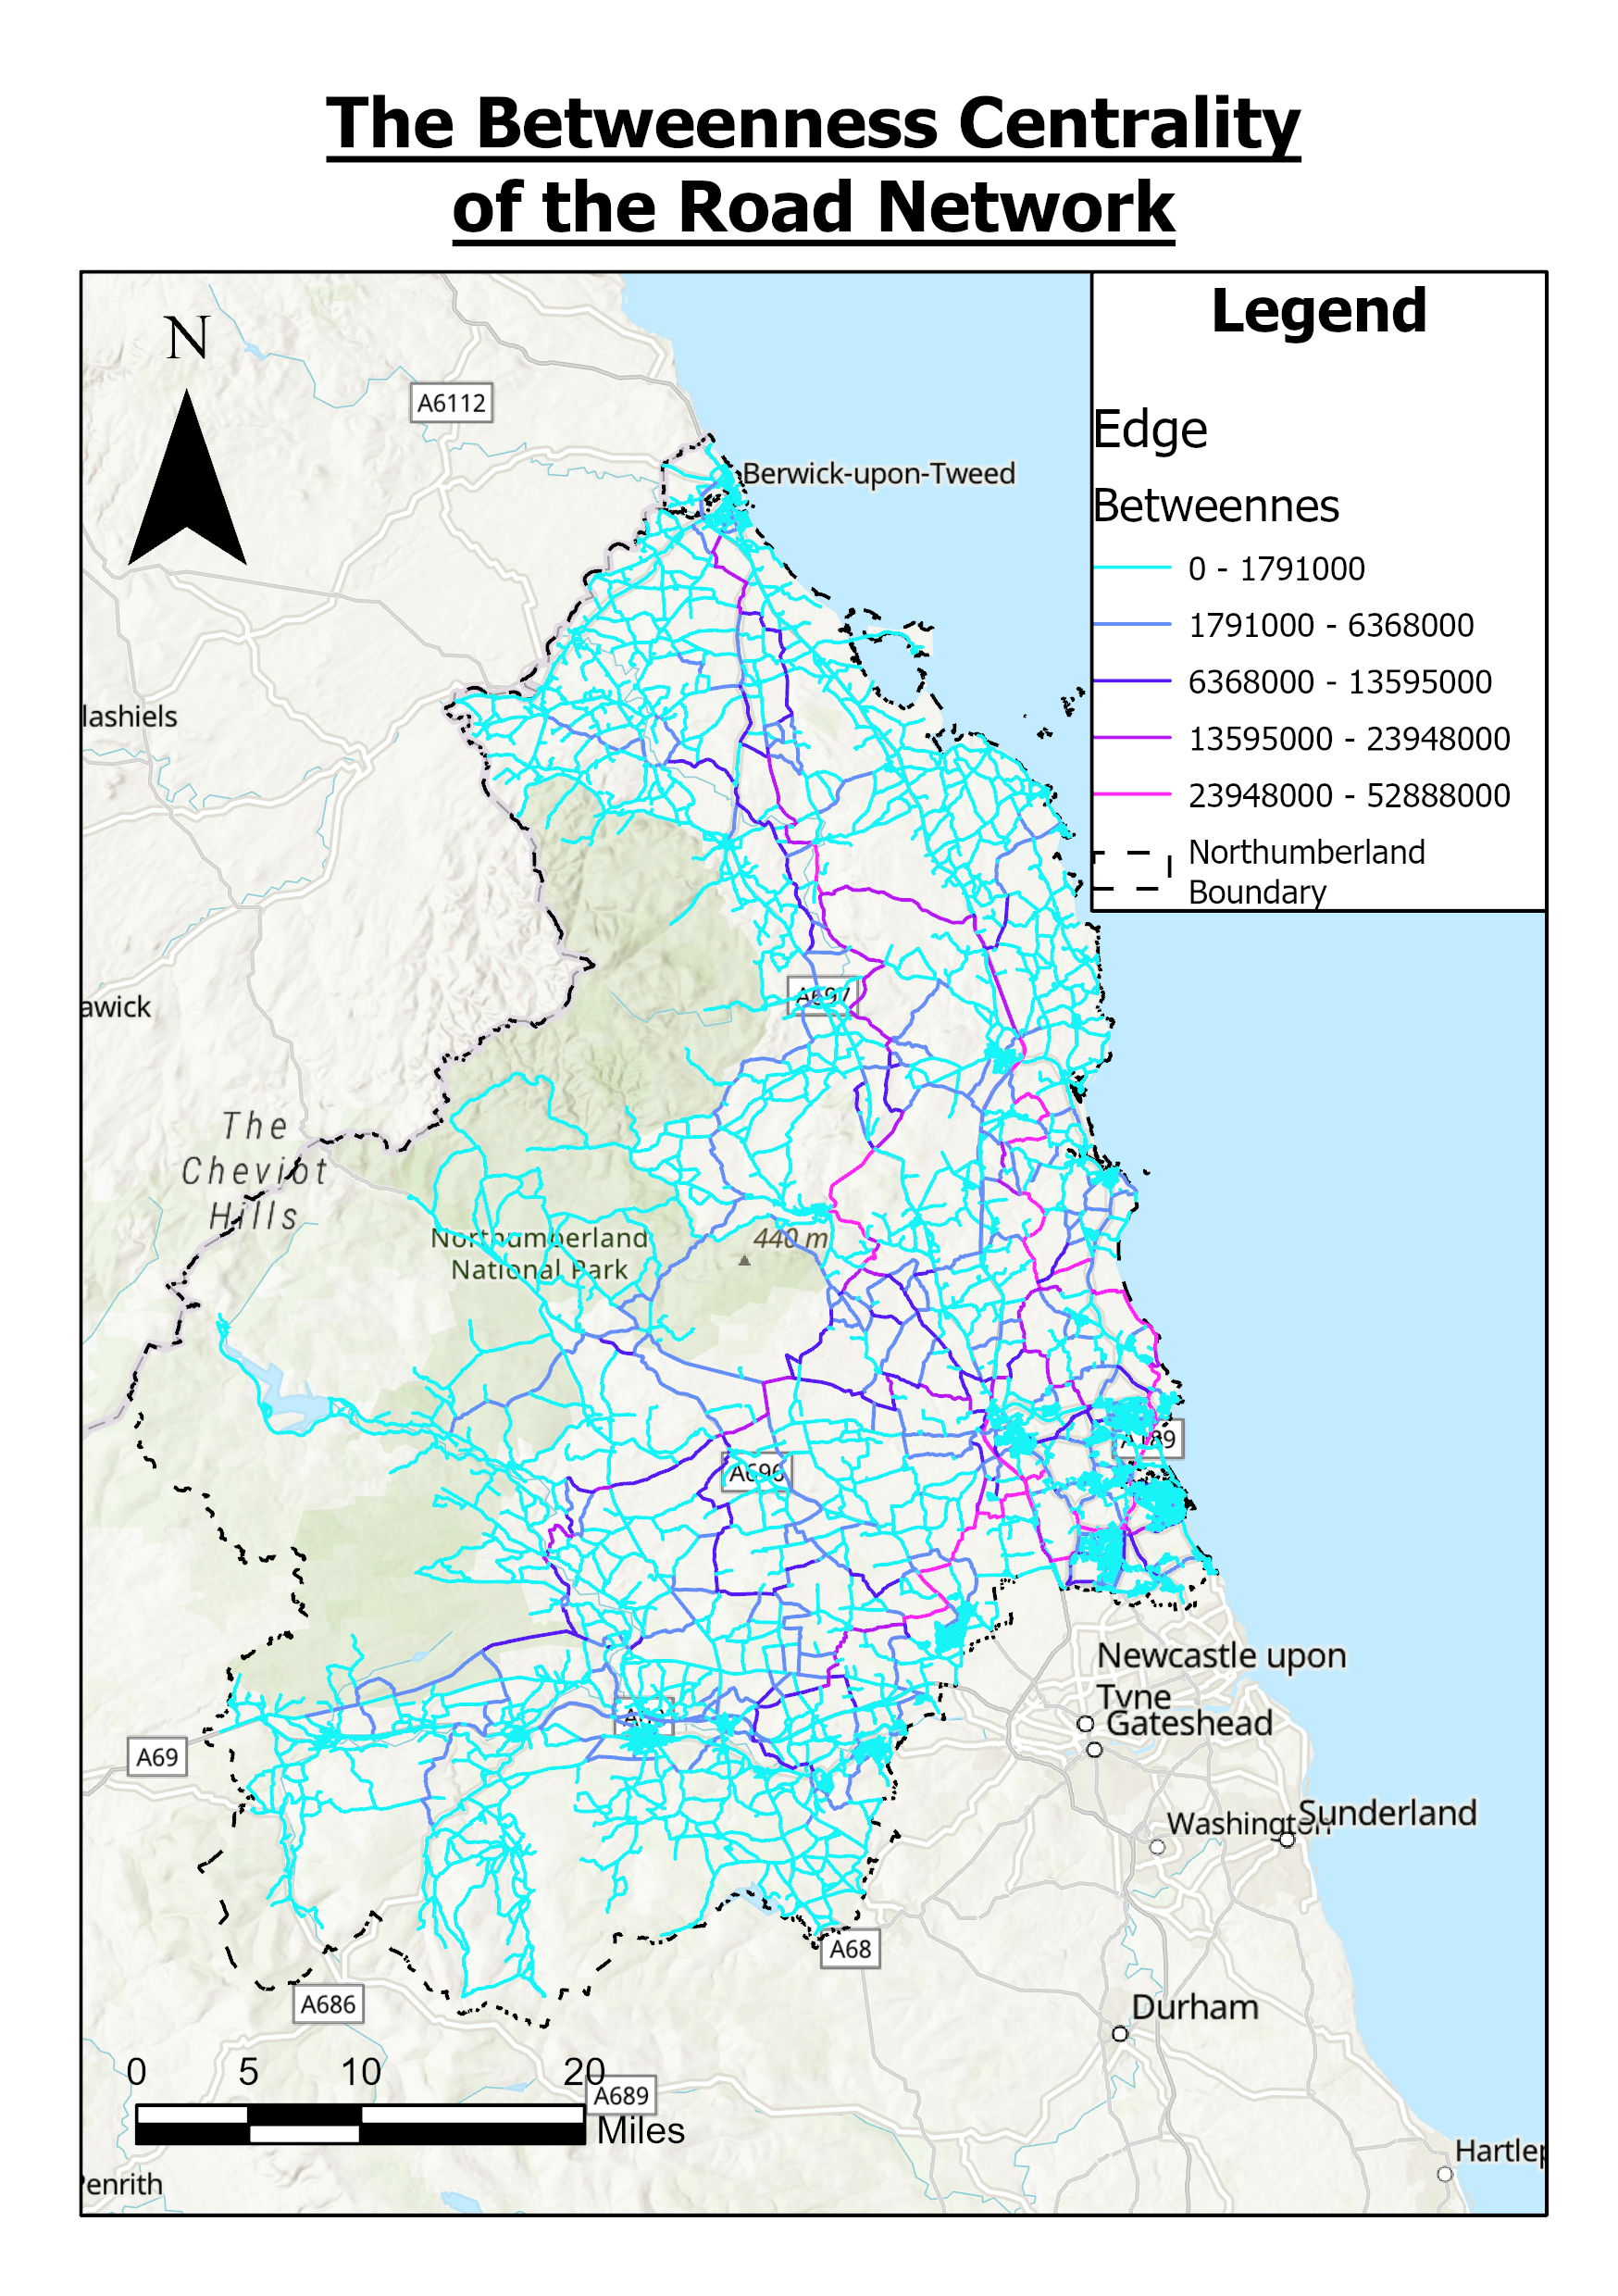 The Betweenness Centrality
of the Road Network
Legend
Edge
Betweennes
0 - 1791000
1791000 - 6368000
6368000 - 13595000
13595000 - 23948000
23948000 - 52888000
Northumberland
Boundary
N
A6112
Berwick-upon-Tweed
lashiels
awick
A697
The
Cheviot
Hills
Northumberland
National Park
440 m
A696
A189
Newcastle upon
Tyne
Gateshead
A69
Washington
Sunderland
A68
A686
Durham
0 5 10 20
A689
Miles
Hartlep
Penrith